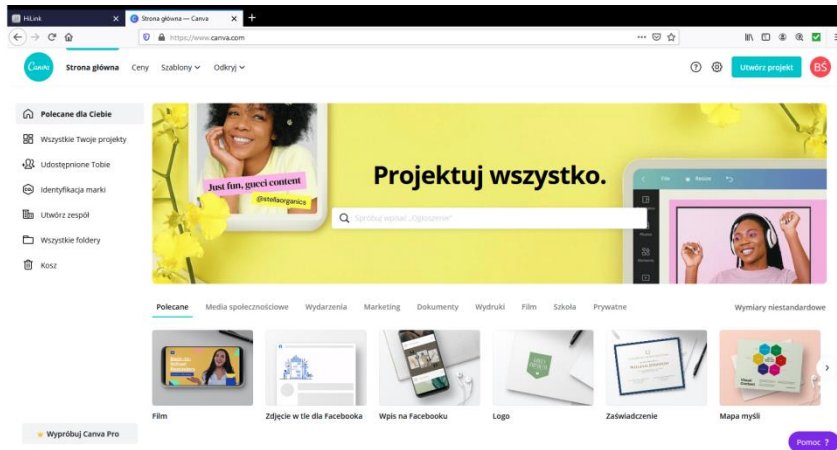 HiLink
Strona główna — Canva
https://www.canva.com
Canva
Strona główna
Ceny
Szablony
Odkryj
Utwórz projekt
BŚ
Polecane dla Ciebie
Wszystkie Twoje projekty
Udostępnione Tobie
Identyfikacja marki
Utwórz zespół
Wszystkie foldery
Kosz
Wypróbuj Canva Pro
Just fun, gucci content
@stellaorganics
Projektuj wszystko.
Spróbuj wpisać „Ogłoszenie"
File
Resize
Polecane
Media społecznościowe
Wydarzenia
Marketing
Dokumenty
Wydruki
Film
Szkoła
Prywatne
Wymiary niestandardowe
Film
Zdjęcie w tle dla Facebooka
Wpis na Facebooku
Logo
Zaświadczenie
Mapa myśli
Pomoc ?